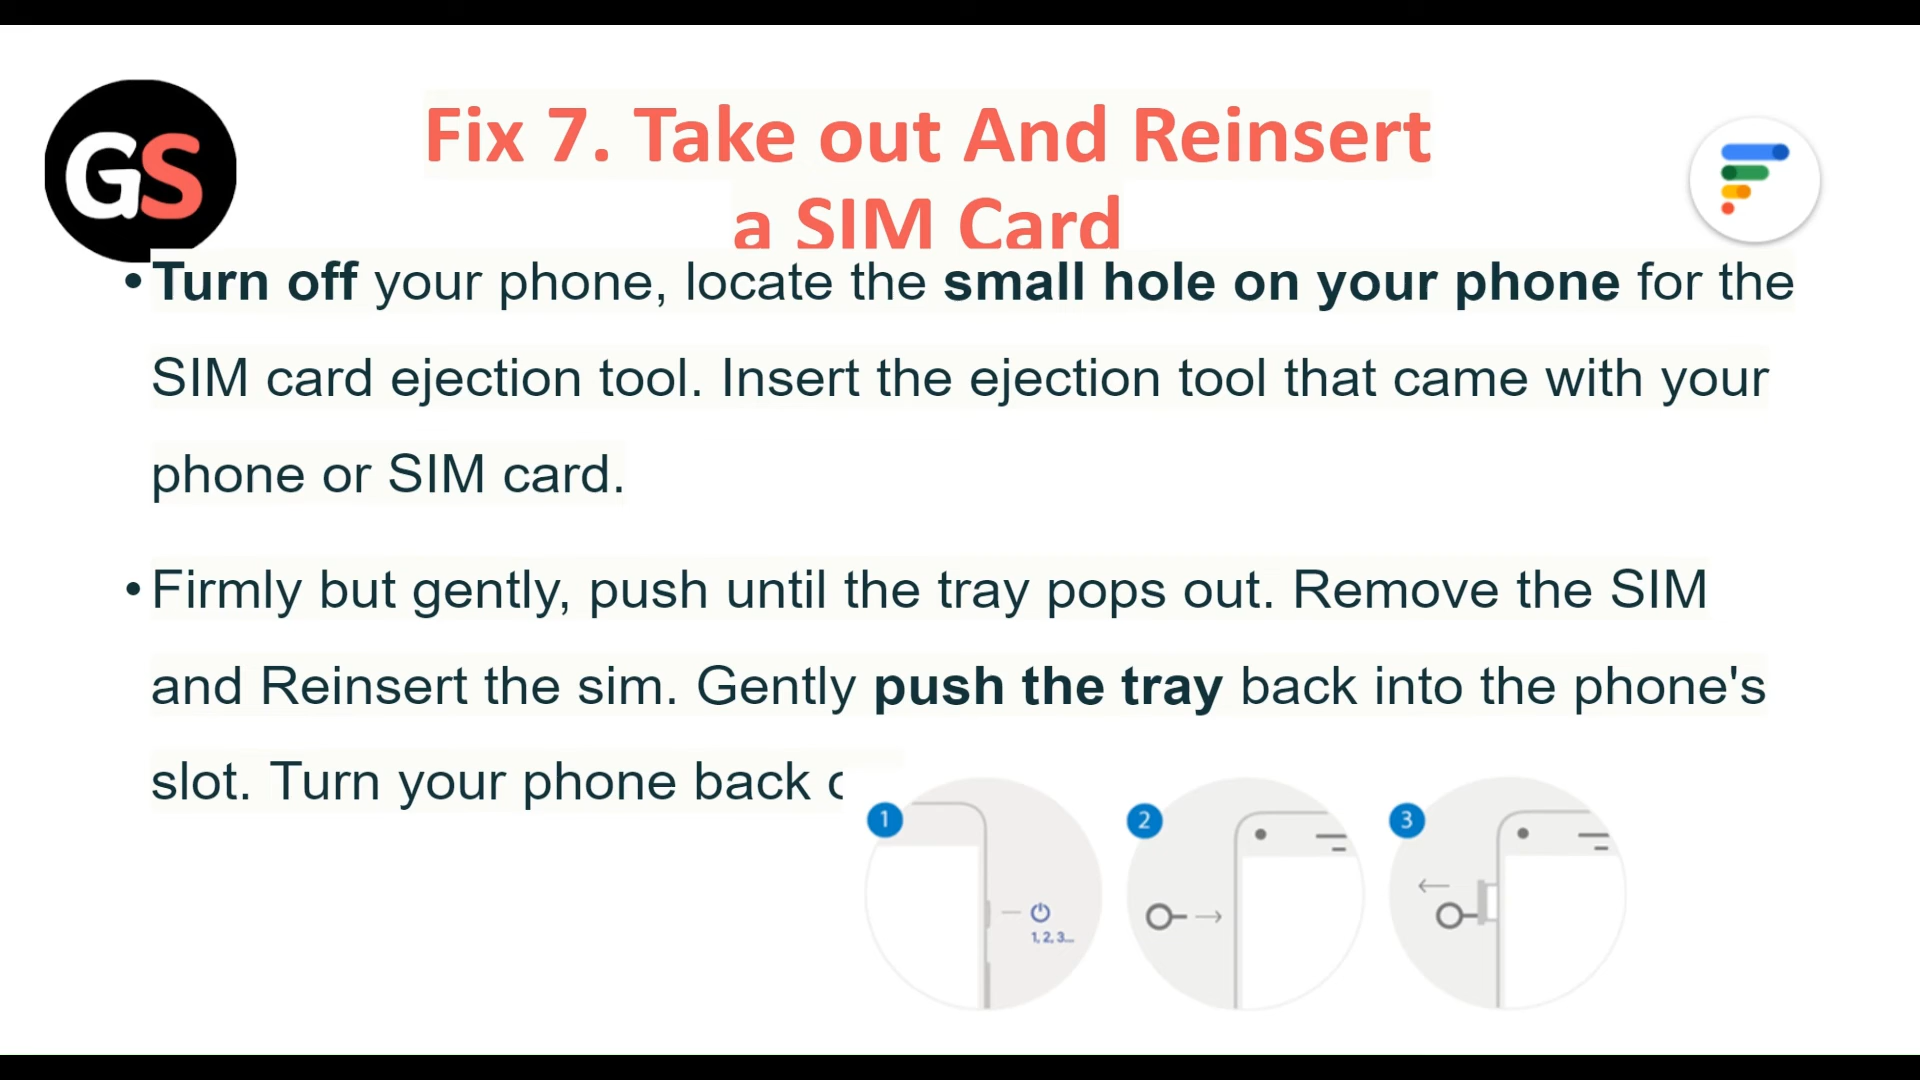 GS
Fix 7. Take out And Reinsert
a SIM Card
• Turn off your phone, locate the small hole on your phone for the
SIM card ejection tool. Insert the ejection tool that came with your
phone or SIM card.
• Firmly but gently, push until the tray pops out. Remove the SIM
and Reinsert the sim. Gently push the tray back into the phone's
slot. Turn your phone back
1
2
3
1, 2, 3...